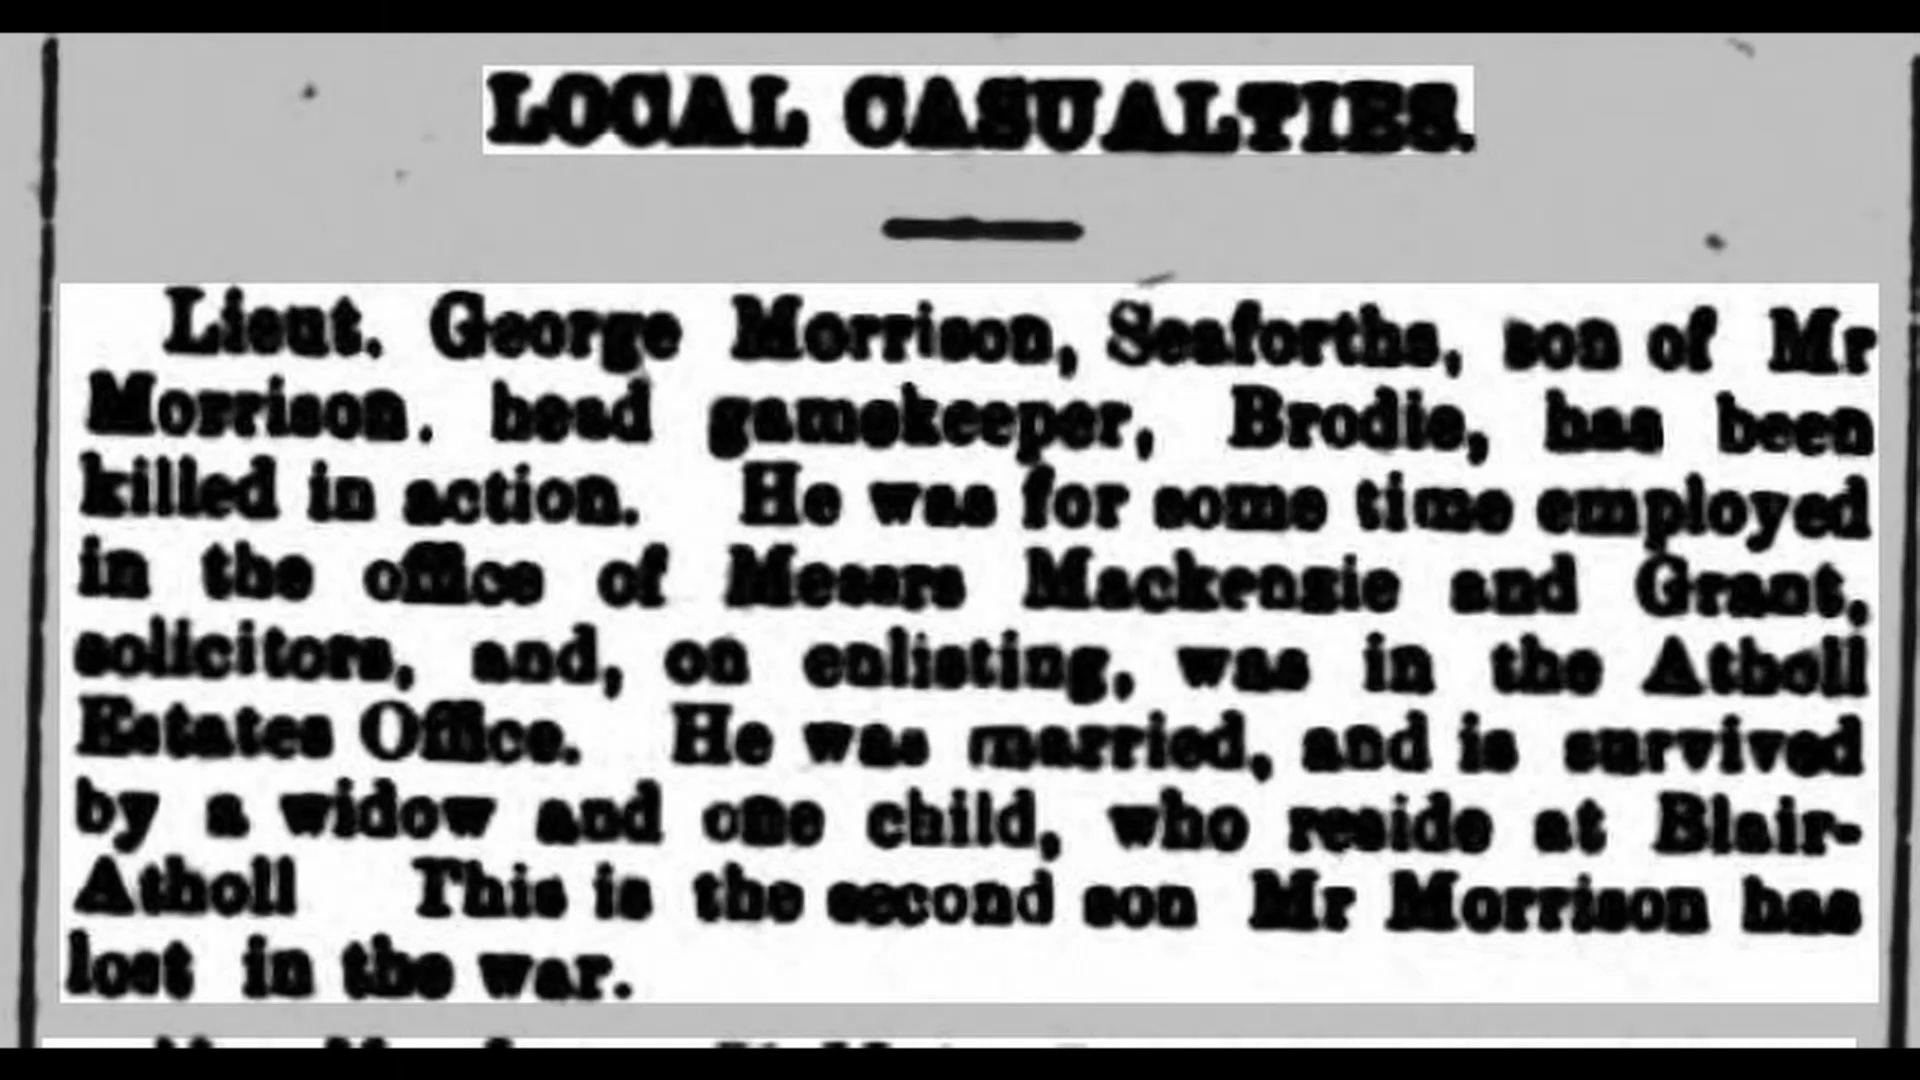 LOCAL CASUALTIES.
Lieut. George Morrison, Seaforths, son of Mr
Morrison. head gamekeeper, Brodie, has been
killed in action. He was for some time employed
in the office of Messrs Mackenzie and Grant,
solicitors, and, on enlisting, was in the Atholl
Estates Office. He was married, and is survived
by a widow and one child, who reside at Blair-
Atholl This is the second son Mr Morrison has
lost in the war.